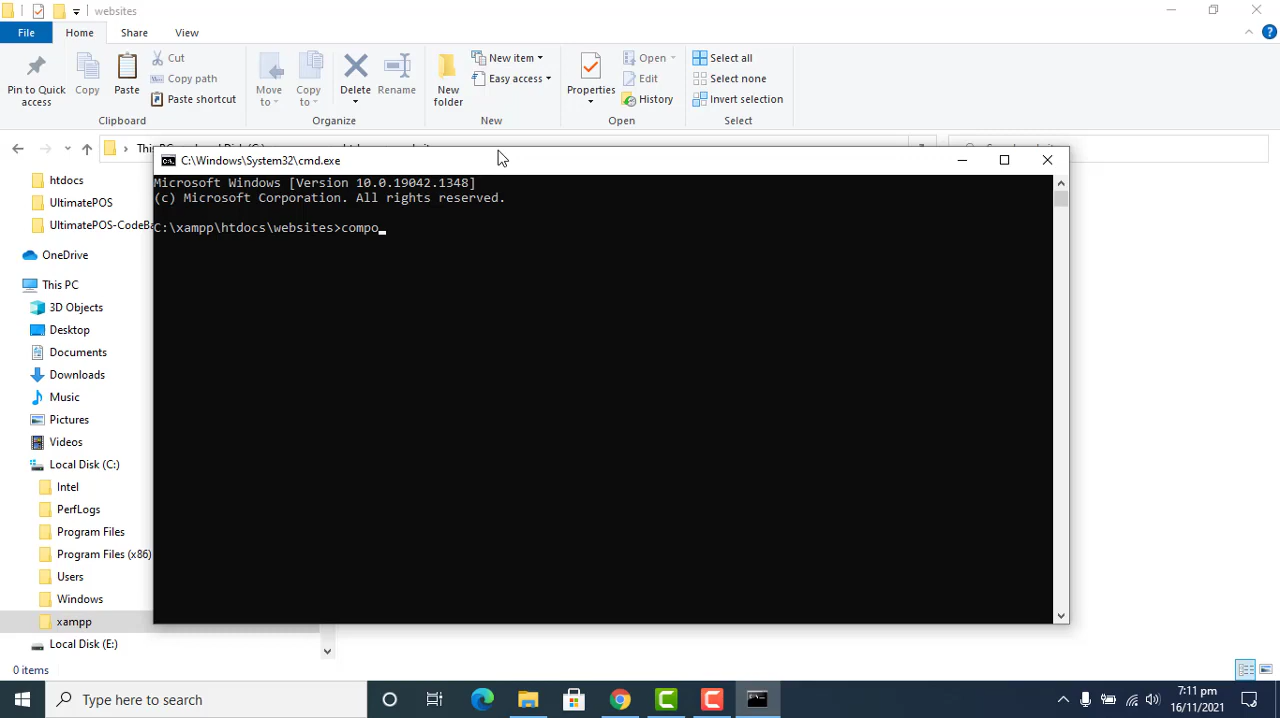 websites
File
Home
Share
View
Pin to Quick access
Copy
Paste
Cut
Copy path
Paste shortcut
Clipboard
Move to
Copy to
Delete
Rename
Organize
New folder
New item
Easy access
New
Properties
Open
Edit
History
Open
Select all
Select none
Invert selection
Select
C:\Windows\System32\cmd.exe
Microsoft Windows [Version 10.0.19042.1348]
(c) Microsoft Corporation. All rights reserved.
C:\xampp\htdocs\websites>compo
htdocs
UltimatePOS
UltimatePOS-CodeBa
OneDrive
This PC
3D Objects
Desktop
Documents
Downloads
Music
Pictures
Videos
Local Disk (C:)
Intel
PerfLogs
Program Files
Program Files (x86)
Users
Windows
xampp
Local Disk (E:)
0 items
Type here to search
7:11 pm
16/11/2021